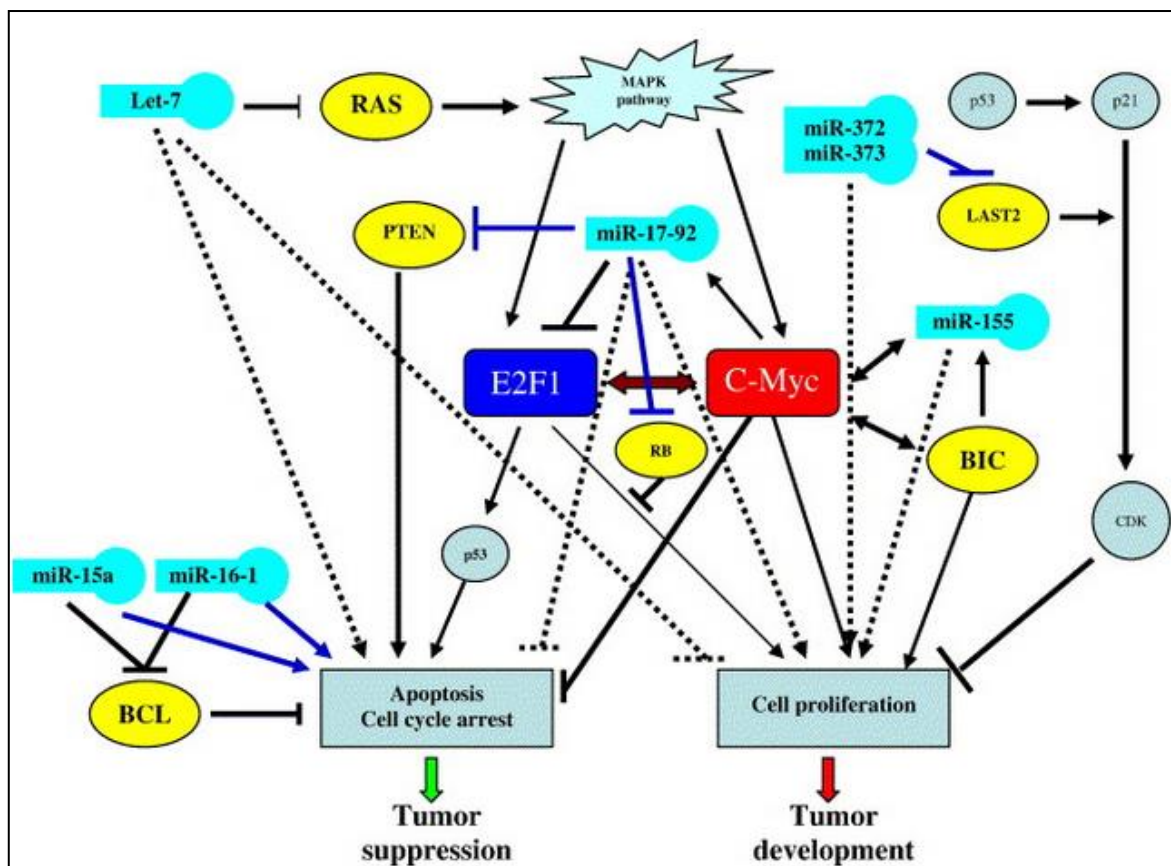 MAPK
pathway
Let-7
RAS
p53
p21
miR-372
miR-373
LAST2
PTEN
miR-17-92
miR-155
E2F1
C-Myc
RB
BIC
CDK
p53
miR-15a
miR-16-1
BCL
Apoptosis
Cell cycle arrest
Cell proliferation
Tumor
suppression
Tumor
development